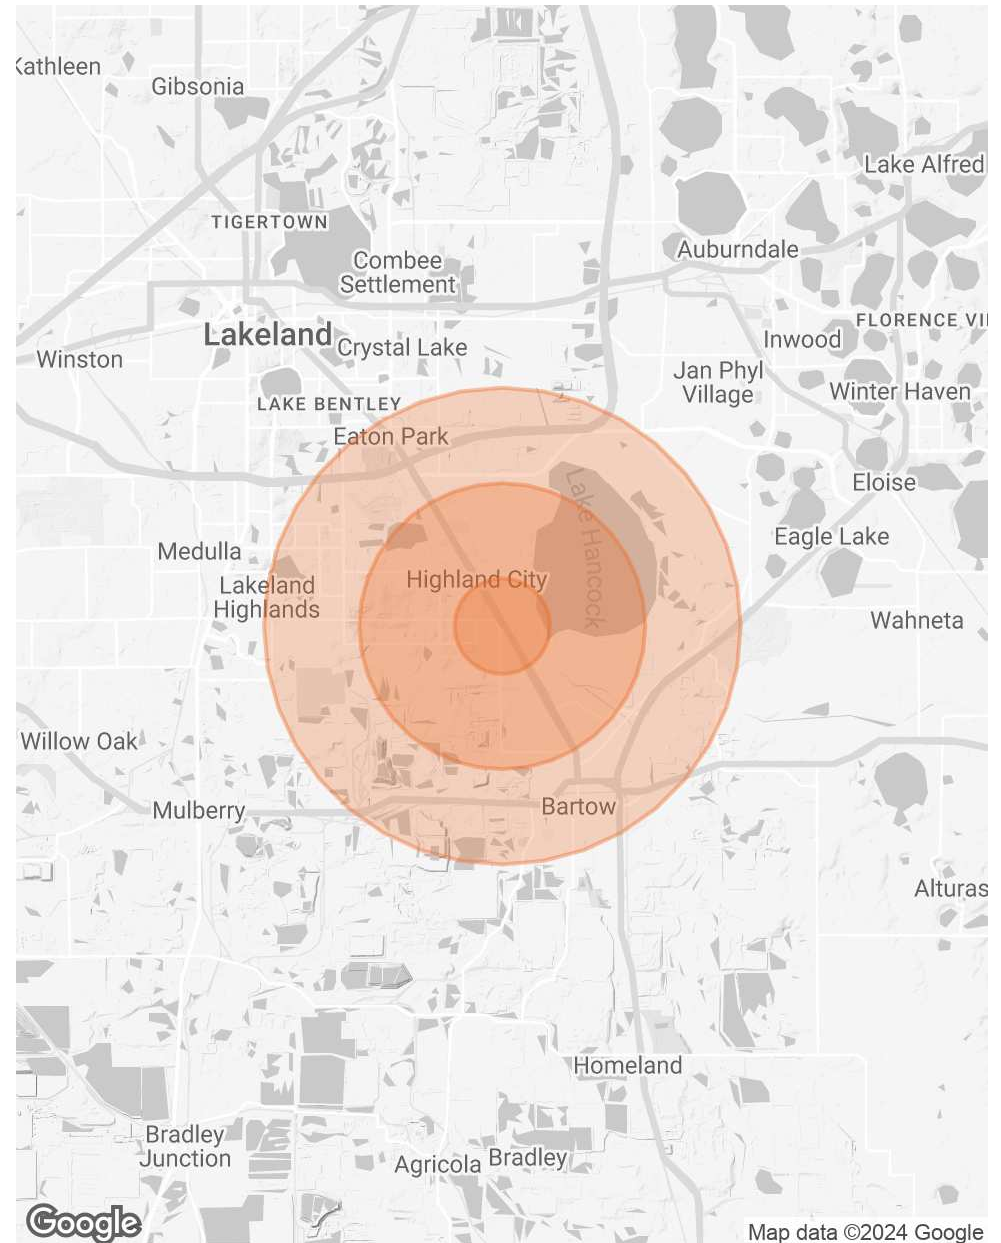 Kathleen
Gibsonia
Lake Alfred
TIGERTOWN
Auburndale
Combee
Settlement
FLORENCE VI
Lakeland
Inwood
Crystal Lake
Winston
Jan Phyl
Village
Winter Haven
LAKE BENTLEY
Eaton Park
Eloise
Lake Hancock
Eagle Lake
Medulla
Highland City
Lakeland
Highlands
Wahneta
Willow Oak
Mulberry
Bartow
Alturas
Homeland
Bradley
Junction
Agricola
Bradley
Google
Map data ©2024 Google